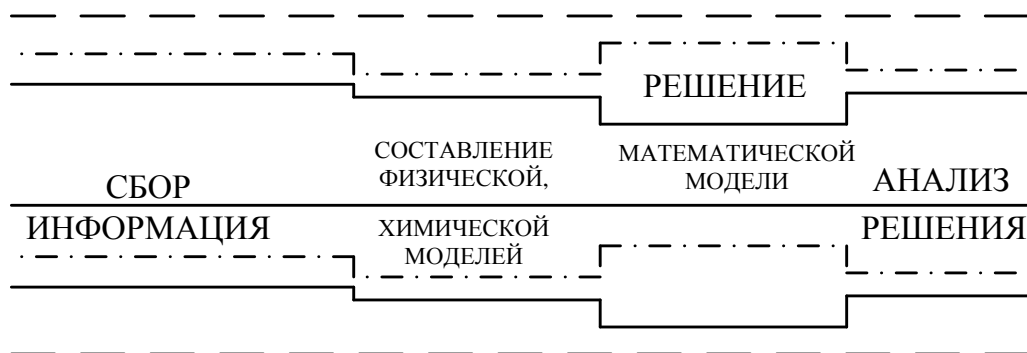 СБОР
ИНФОРМАЦИЯ
СОСТАВЛЕНИЕ
ФИЗИЧЕСКОЙ,
ХИМИЧЕСКОЙ
МОДЕЛЕЙ
РЕШЕНИЕ
МАТЕМАТИЧЕСКОЙ
МОДЕЛИ
АНАЛИЗ
РЕШЕНИЯ